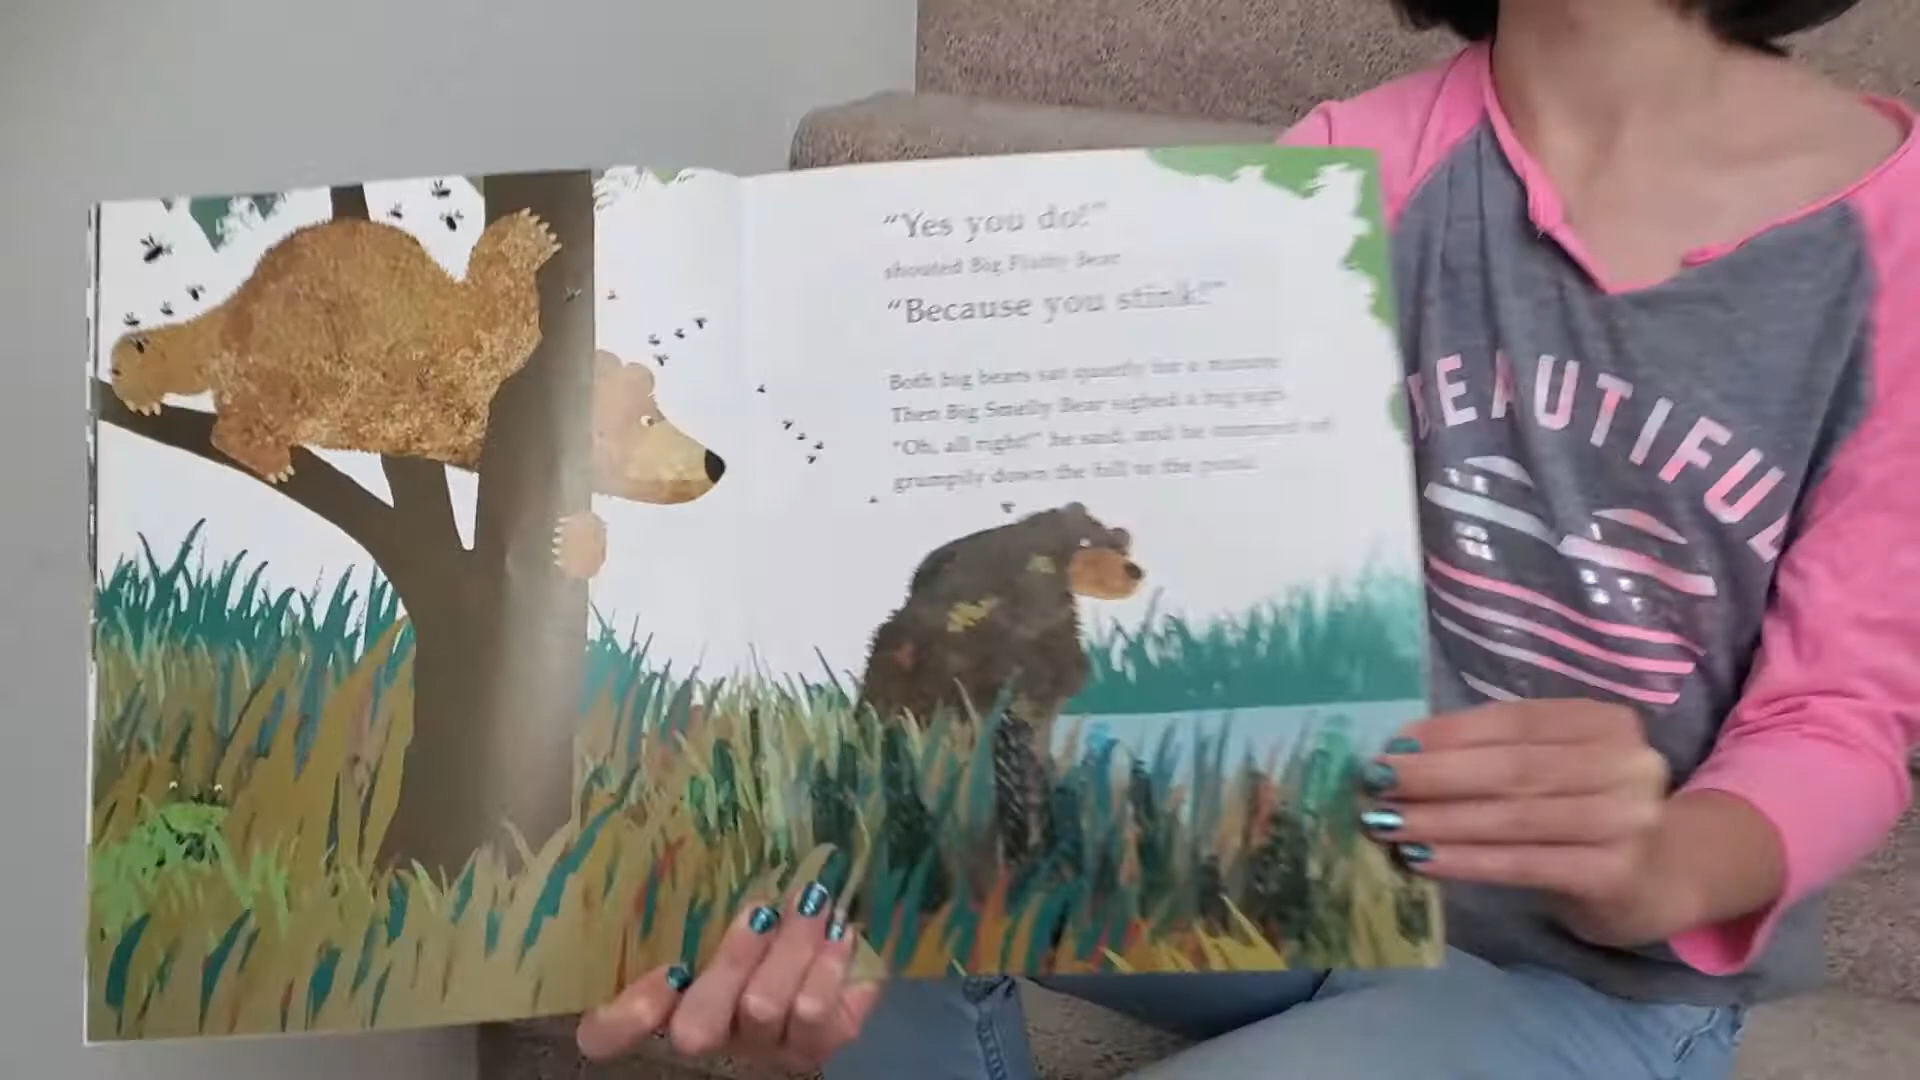 "Yes you do!"
shouted Big Fluffy Bear.
"Because you stink!"
Both big bears sat quietly for a minute.
Then Big Smelly Bear sighed a big sigh.
"Oh, all right!" he said, and he stomped off
grumpily down the hill to the pond.
BEAUTIFUL